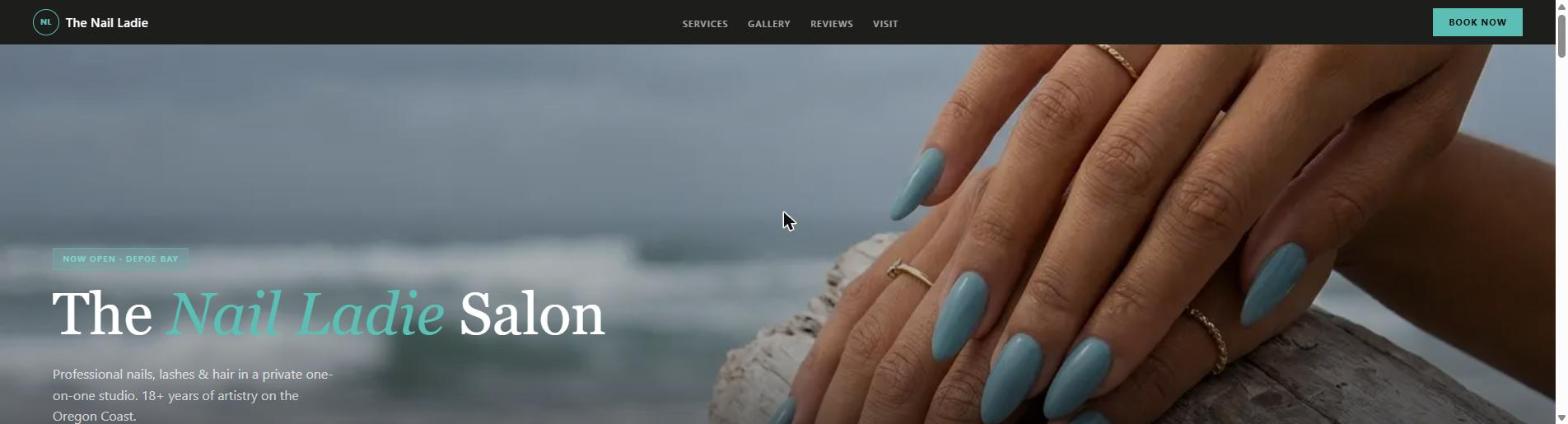 NL The Nail Ladie
SERVICES GALLERY REVIEWS VISIT
BOOK NOW
NOW OPEN - DEPOE BAY
The Nail Ladie Salon
Professional nails, lashes & hair in a private one-
on-one studio. 18+ years of artistry on the
Oregon Coast.